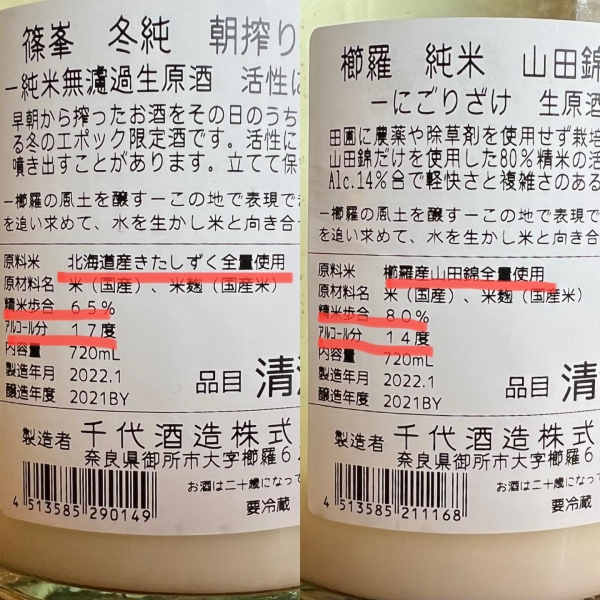 篠峯 冬純 朝搾り
ー純米無濾過生原酒 活性に
早朝から搾ったお酒をその日のうち
る冬のエポック限定酒です。活性に
噴き出すことがあります。立てて保
ー櫛羅の風土を醸すーこの地で表現でき
を追い求めて、水を生かし米と向き合っ
原料米 北海道産きたしずく全量使用
原材料名 米(国産)、米麹(国産米)
精米歩合 65%
アルコール分 17度
内容量 720mL
製造年月 2022.1
醸造年度 2021BY
品目 清
製造者 千代酒造株式
奈良県御所市大字櫛羅6
お酒は二十歳になって
要冷蔵
4 513585 290149
櫛羅 純米 山田錦
ーにごりざけ 生原酒
田圃に農薬や除草剤を使用せず栽培
山田錦だけを使用した80%精米の活
Alc.14%台で軽快さと複雑さのある
ー櫛羅の風土を醸すーこの地で表現で
を追い求めて、水を生かし米と向き合
原料米 櫛羅産山田錦全量使用
原材料名 米(国産)、米麹(国産米)
精米歩合 80%
アルコール分 14度
内容量 720mL
製造年月 2022.1
醸造年度 2021BY
品目 清
製造者 千代酒造株式
奈良県御所市大字櫛羅6
お酒は二十歳になって
要冷蔵
4 513585 211168